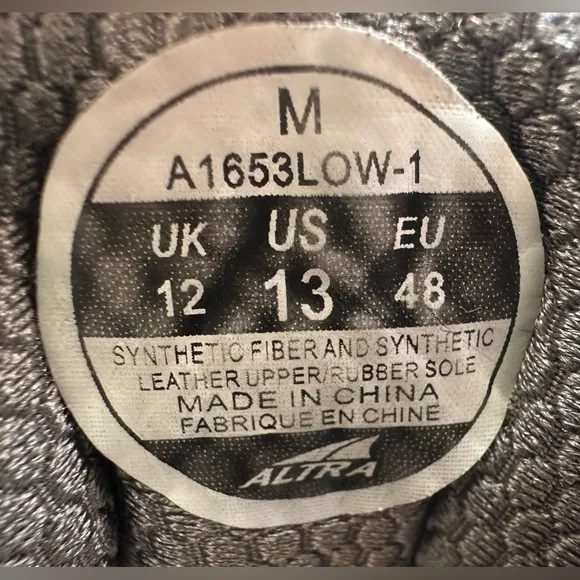 M
A1653LOW-1
UK US EU
12 13 48
SYNTHETIC FIBER AND SYNTHETIC
LEATHER UPPER/RUBBER SOLE
MADE IN CHINA
FABRIQUE EN CHINE
ALTRA